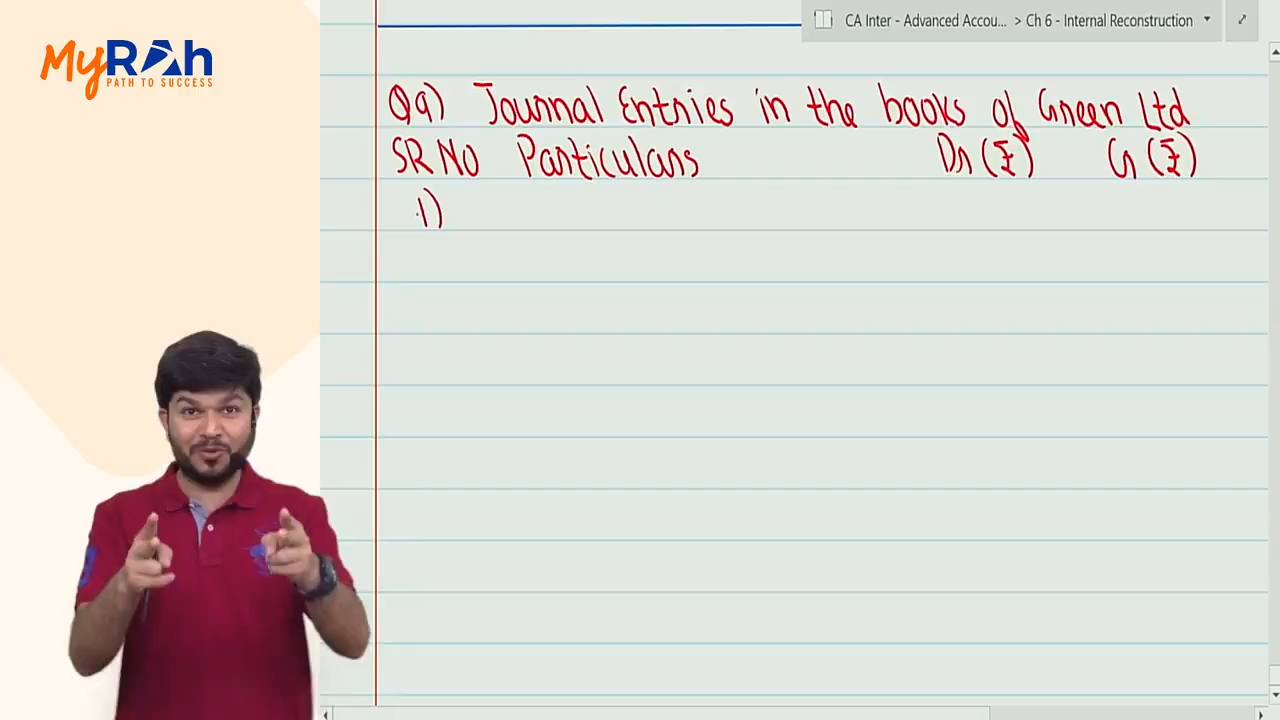 MyRAh
PATH TO SUCCESS
CA Inter - Advanced Accou... > Ch 6 - Internal Reconstruction
Q9) Journal Entries in the books of Green Ltd
SR NO Particulars Dr (₹) Cr (₹)
1)